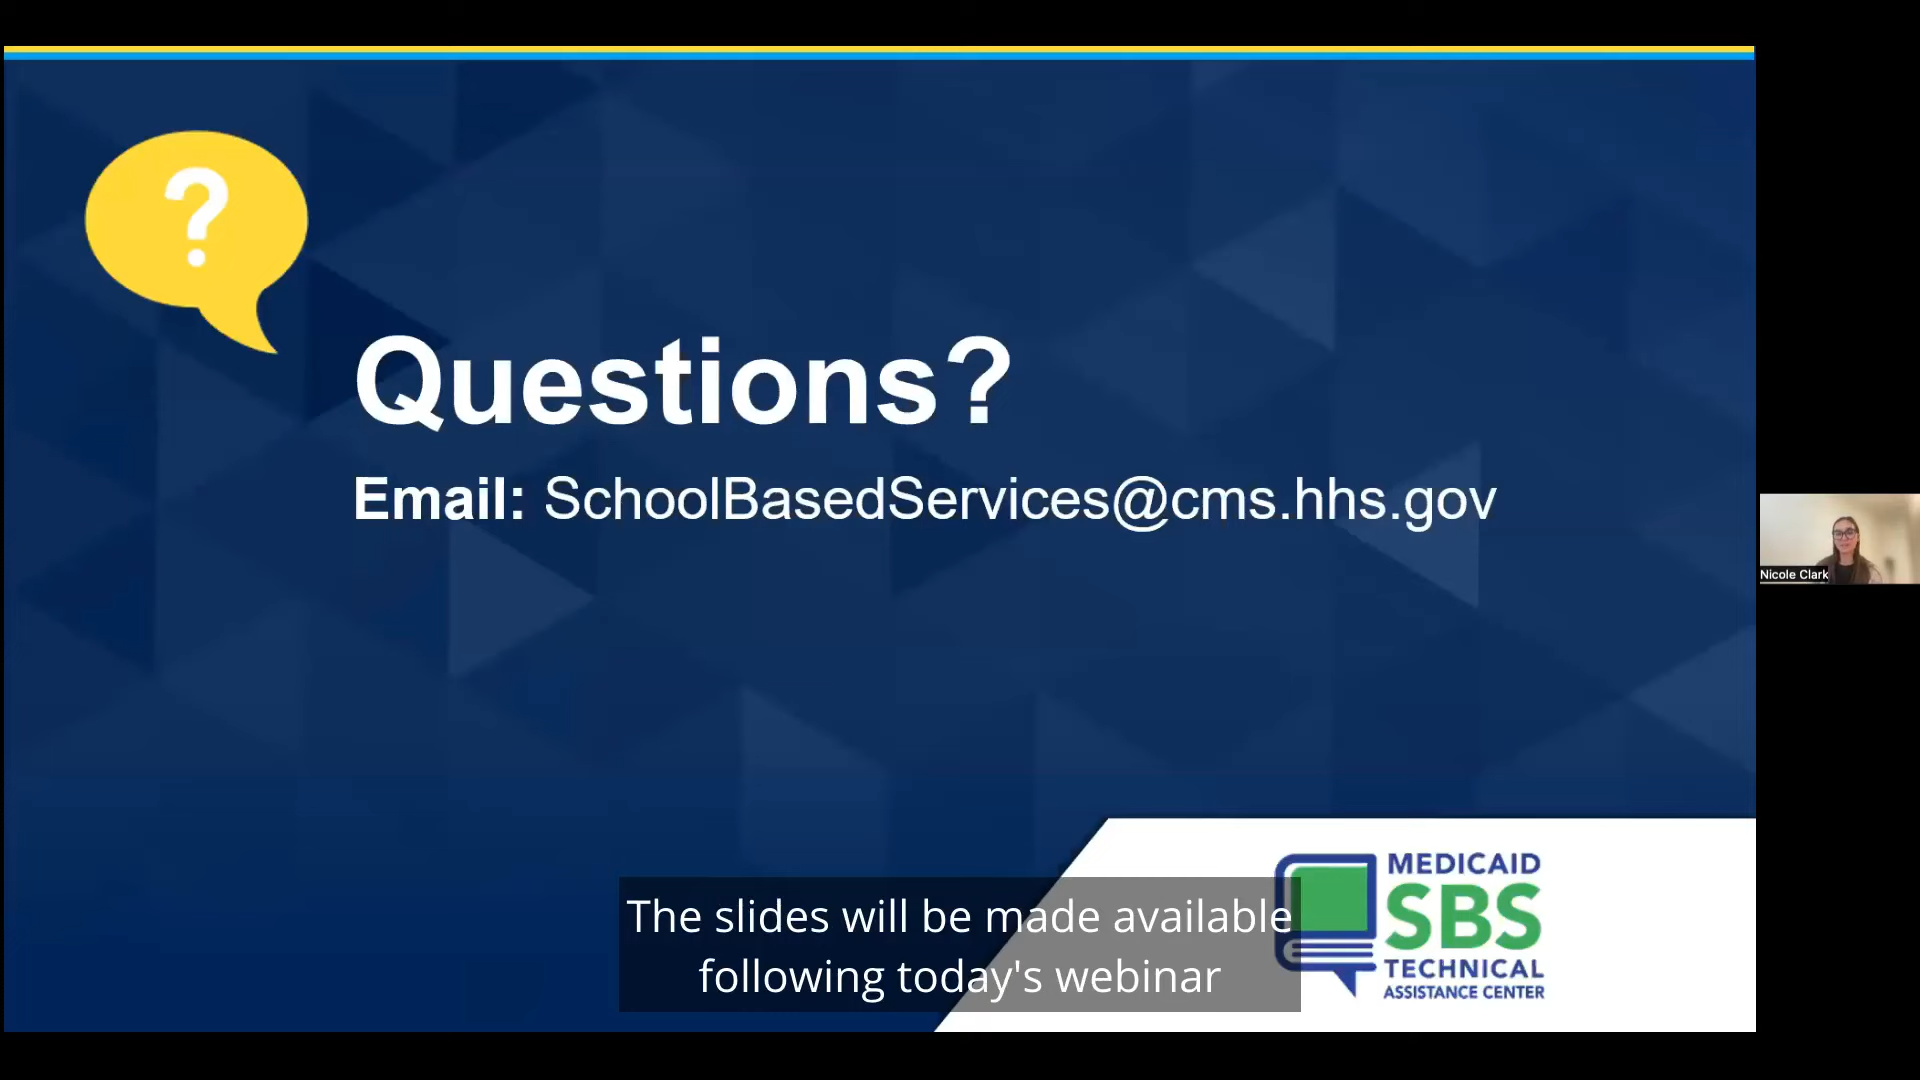 ?
Questions?
Email: SchoolBasedServices@cms.hhs.gov
Nicole Clark
The slides will be made available
following today's webinar
MEDICAID
SBS
TECHNICAL
ASSISTANCE CENTER